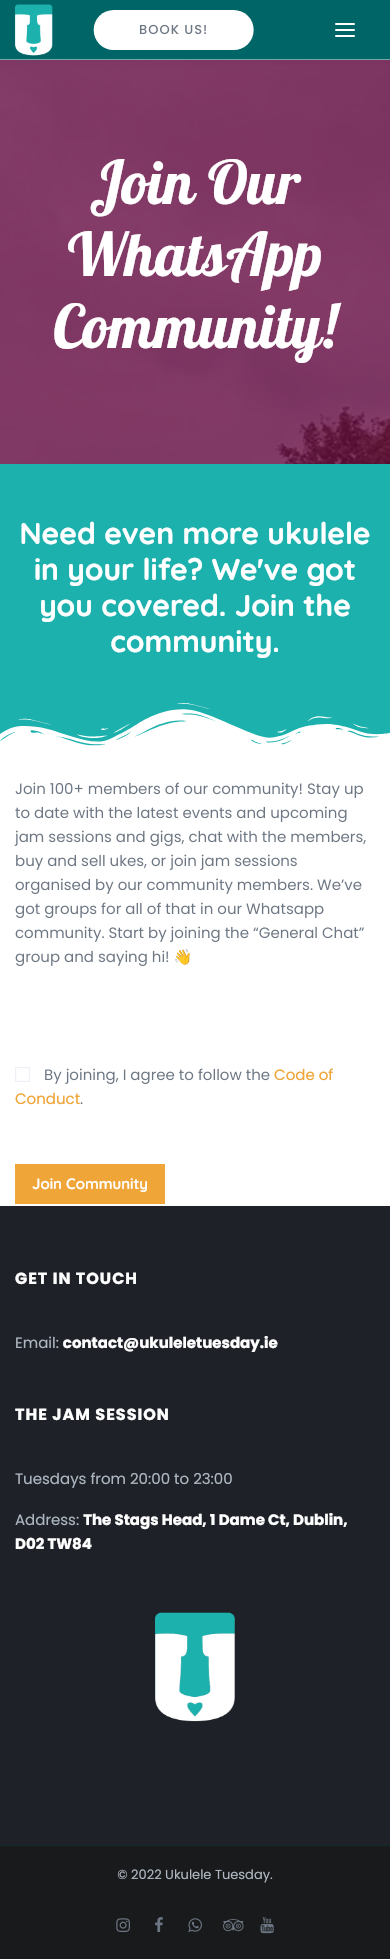 BOOK US!
Join Our
WhatsApp
Community!
Need even more ukulele
in your life? We've got
you covered. Join the
community.
Join 100+ members of our community! Stay up
to date with the latest events and upcoming
jam sessions and gigs, chat with the members,
buy and sell ukes, or join jam sessions
organised by our community members. We’ve
got groups for all of that in our Whatsapp
community. Start by joining the “General Chat”
group and saying hi! 👋
By joining, I agree to follow the Code of
Conduct.
Join Community
GET IN TOUCH
Email: contact@ukuleletuesday.ie
THE JAM SESSION
Tuesdays from 20:00 to 23:00
Address: The Stags Head, 1 Dame Ct, Dublin,
D02 TW84
© 2022 Ukulele Tuesday.